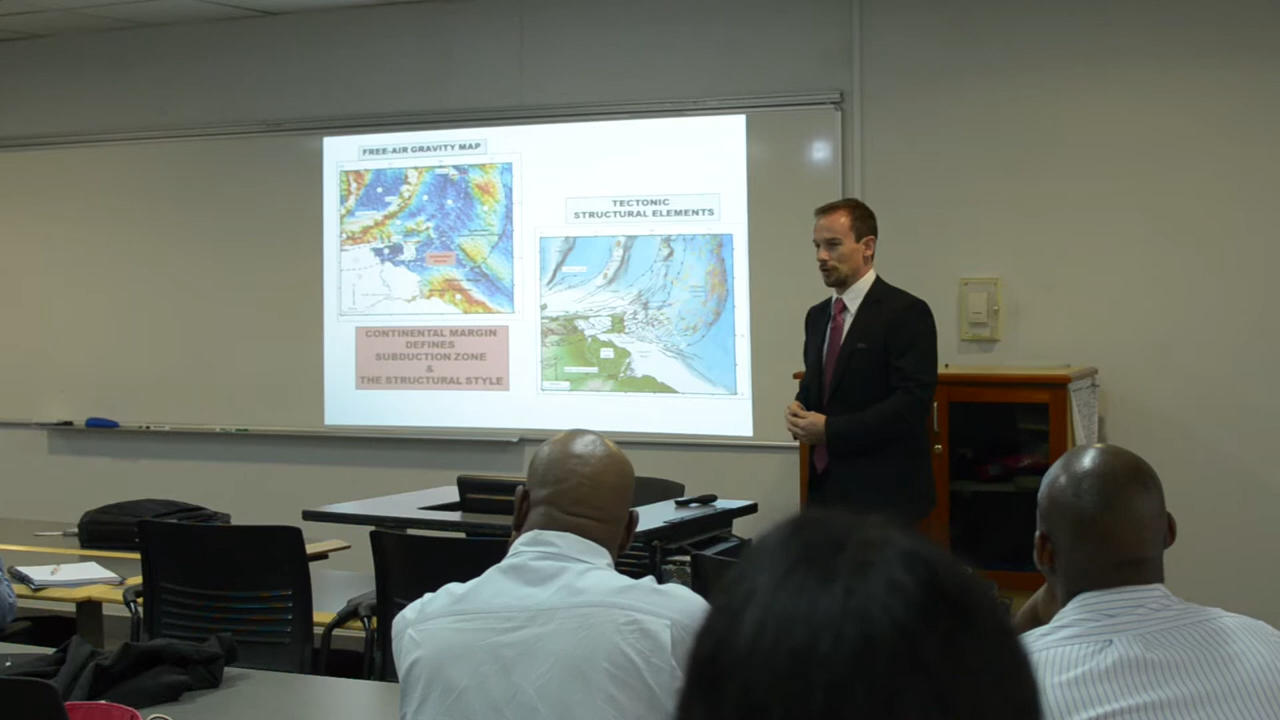 FREE-AIR GRAVITY MAP
TECTONIC
STRUCTURAL ELEMENTS
CONTINENTAL MARGIN
DEFINES
SUBDUCTION ZONE
&
THE STRUCTURAL STYLE